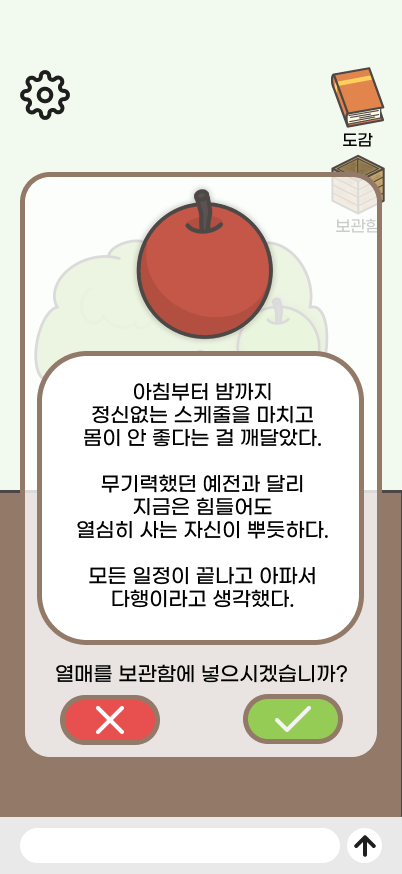 도감
보관함
아침부터 밤까지
정신없는 스케줄을 마치고
몸이 안 좋다는 걸 깨달았다.
무기력했던 예전과 달리
지금은 힘들어도
열심히 사는 자신이 뿌듯하다.
모든 일정이 끝나고 아파서
다행이라고 생각했다.
열매를 보관함에 넣으시겠습니까?